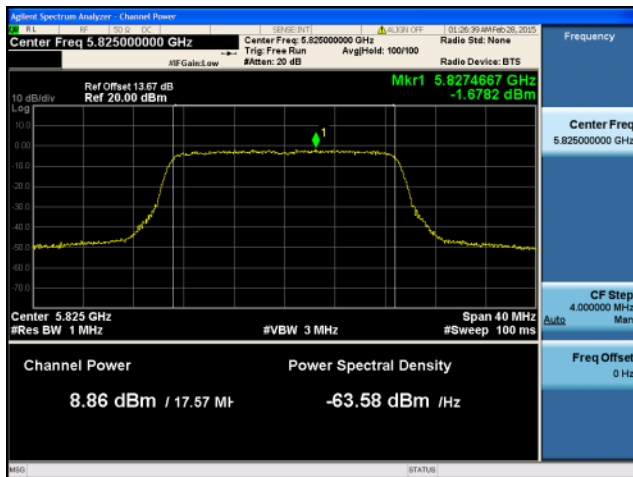 Agilent Spectrum Analyzer - Channel Power
RL RF 50 Ω DC SENSE:INT ALIGN OFF 01:26:39 AM Feb 28, 2015
Center Freq 5.825000000 GHz
Center Freq: 5.825000000 GHz
Radio Std: None
Trig: Free Run Avg|Hold: 100/100
#IFGain:Low
#Atten: 20 dB
Radio Device: BTS
Frequency
Mkr1 5.8274667 GHz
-1.6782 dBm
Ref Offset 13.67 dB
10 dB/div Ref 20.00 dBm
Log
10.0
0.00
-10.0
-20.0
-30.0
-40.0
-50.0
-60.0
-70.0
1
Center Freq
5.825000000 GHz
Center 5.825 GHz Span 40 MHz
#Res BW 1 MHz #VBW 3 MHz #Sweep 100 ms
CF Step
4.000000 MHz
Auto Man
Channel Power Power Spectral Density
8.86 dBm / 17.57 MH -63.58 dBm /Hz
Freq Offset
0 Hz
MSG STATUS